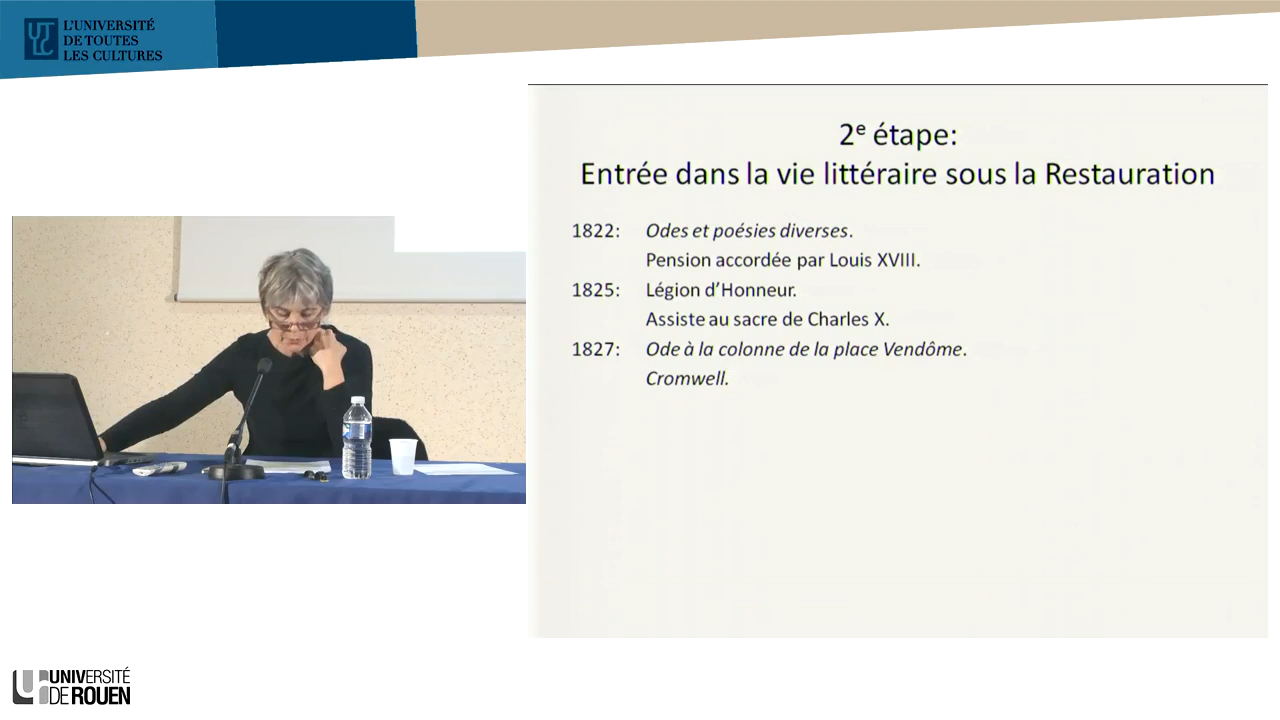 L'UNIVERSITÉ
DE TOUTES
LES CULTURES
2e étape:
Entrée dans la vie littéraire sous la Restauration
1822: Odes et poésies diverses.
Pension accordée par Louis XVIII.
1825: Légion d'Honneur.
Assiste au sacre de Charles X.
1827: Ode à la colonne de la place Vendôme.
Cromwell.
UNIVERSITÉ
DE ROUEN